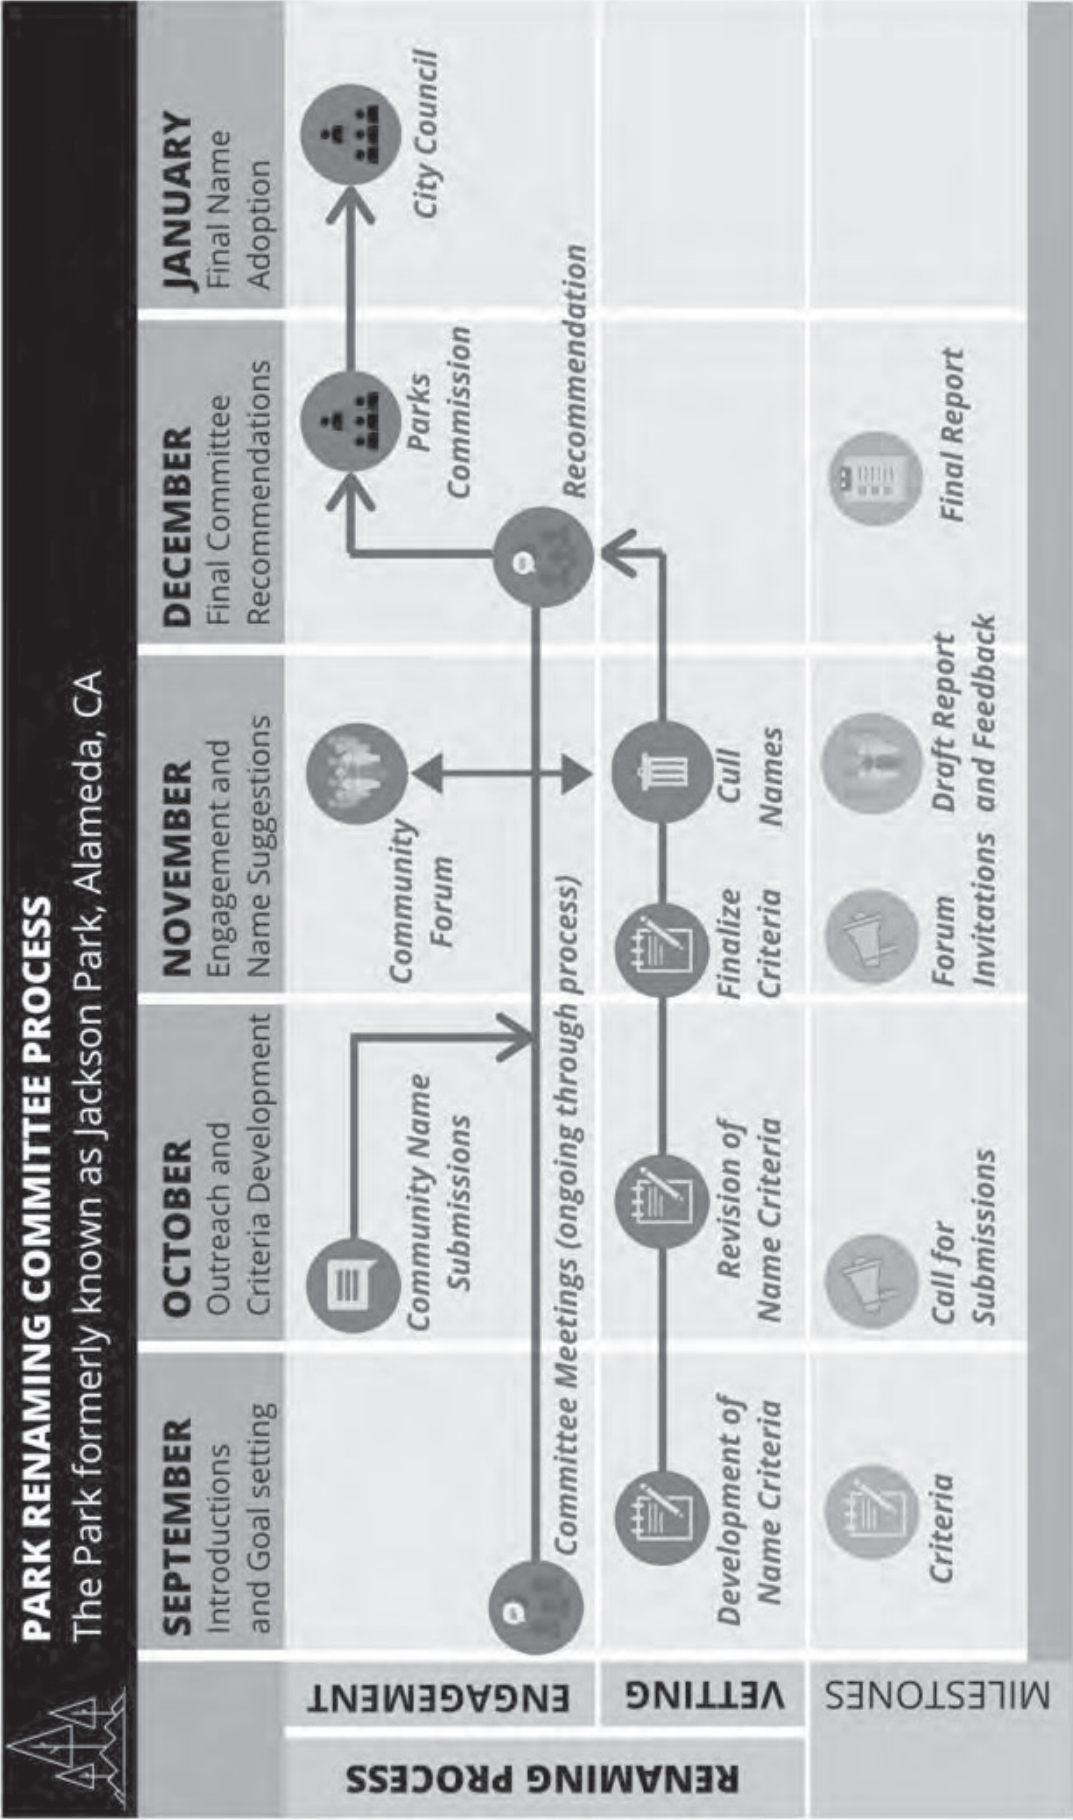 PARK RENAMING COMMITTEE PROCESS
The Park formerly known as Jackson Park, Alameda, CA
SEPTEMBER
Introductions
and Goal setting
OCTOBER
Outreach and
Criteria Development
NOVEMBER
Engagement and
Name Suggestions
DECEMBER
Final Committee
Recommendations
JANUARY
Final Name
Adoption
RENAMING PROCESS
ENGAGEMENT
Community Name
Submissions
Community
Forum
Parks
Commission
City Council
Committee Meetings (ongoing through process)
Recommendation
VETTING
Development of
Name Criteria
Revision of
Name Criteria
Finalize
Criteria
Cull
Names
MILESTONES
Criteria
Call for
Submissions
Forum
Invitations
Draft Report
and Feedback
Final Report